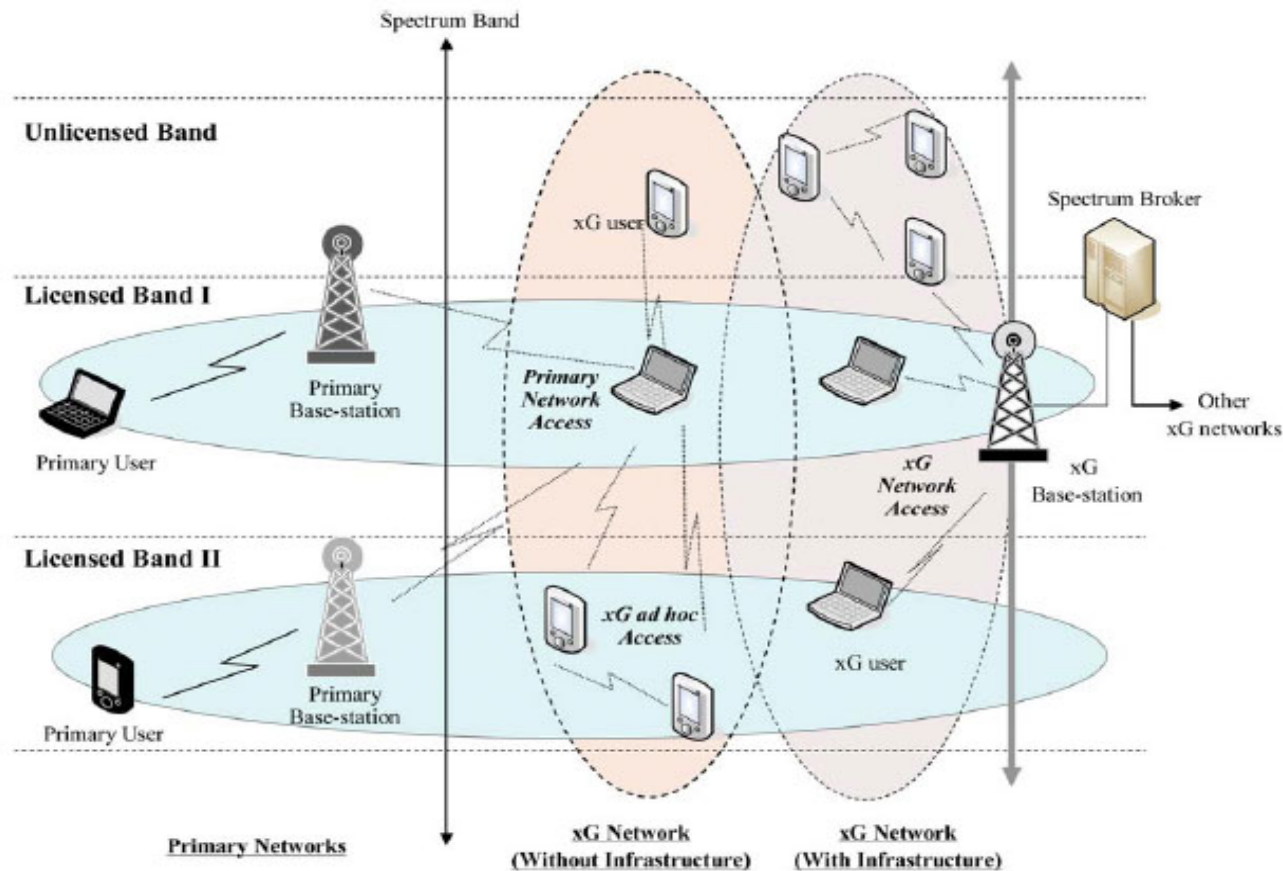 Spectrum Band
Unlicensed Band
xG user
Spectrum Broker
Licensed Band I
Primary
Base-station
Primary
Network
Access
Other
xG networks
Primary User
xG
Network
Access
xG
Base-station
Licensed Band II
xG ad hoc
Access
xG user
Primary
Base-station
Primary User
Primary Networks
xG Network
(Without Infrastructure)
xG Network
(With Infrastructure)